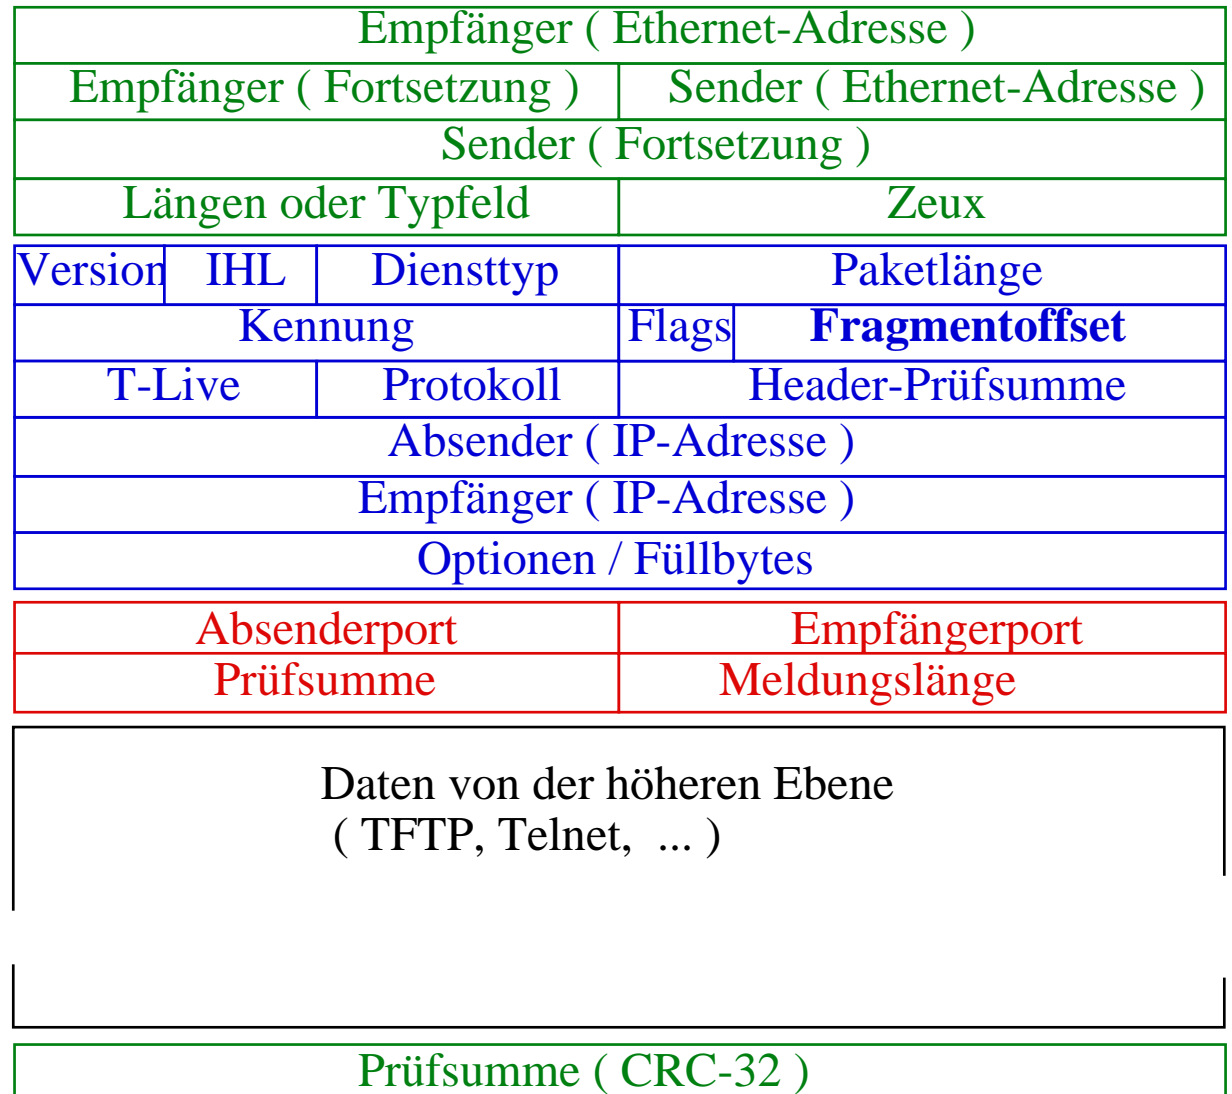 Empfänger ( Ethernet-Adresse )
Empfänger ( Fortsetzung ) Sender ( Ethernet-Adresse )
Sender ( Fortsetzung )
Längen oder Typfeld Zeux
Version IHL Diensttyp Paketlänge
Kennung Flags Fragmentoffset
T-Live Protokoll Header-Prüfsumme
Absender ( IP-Adresse )
Empfänger ( IP-Adresse )
Optionen / Füllbytes
Absenderport Empfängerport
Prüfsumme Meldungslänge
Daten von der höheren Ebene
( TFTP, Telnet, ... )
Prüfsumme ( CRC-32 )